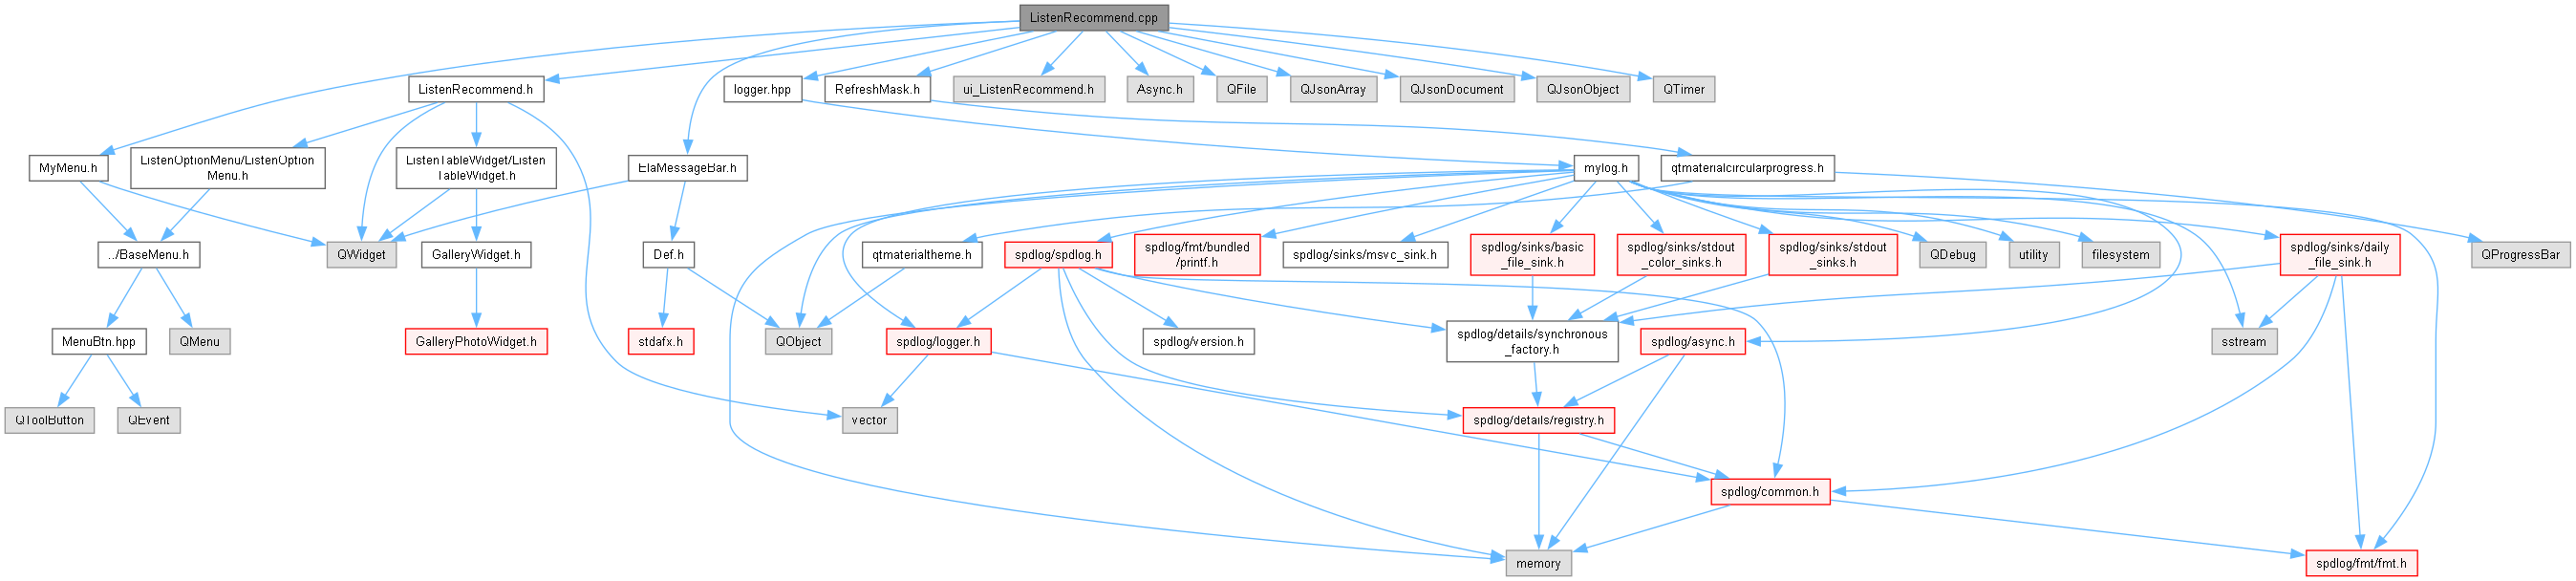 ListenRecommend.cpp
ListenRecommend.h
logger.hpp
RefreshMask.h
ui_ListenRecommend.h
Async.h
QFile
QJsonArray
QJsonDocument
QJsonObject
QTimer
MyMenu.h
ListenOptionMenu/ListenOption
Menu.h
ListenTableWidget/Listen
TableWidget.h
ElaMessageBar.h
mylog.h
qtmaterialcircularprogress.h
../BaseMenu.h
QWidget
GalleryWidget.h
Def.h
qtmaterialtheme.h
spdlog/spdlog.h
spdlog/fmt/bundled
/printf.h
spdlog/sinks/msvc_sink.h
spdlog/sinks/basic
_file_sink.h
spdlog/sinks/stdout
_color_sinks.h
spdlog/sinks/stdout
_sinks.h
QDebug
utility
filesystem
spdlog/sinks/daily
_file_sink.h
QProgressBar
MenuBtn.hpp
QMenu
GalleryPhotoWidget.h
stdafx.h
QObject
spdlog/logger.h
spdlog/version.h
spdlog/details/synchronous
_factory.h
spdlog/async.h
sstream
QToolButton
QEvent
vector
spdlog/details/registry.h
spdlog/common.h
memory
spdlog/fmt/fmt.h